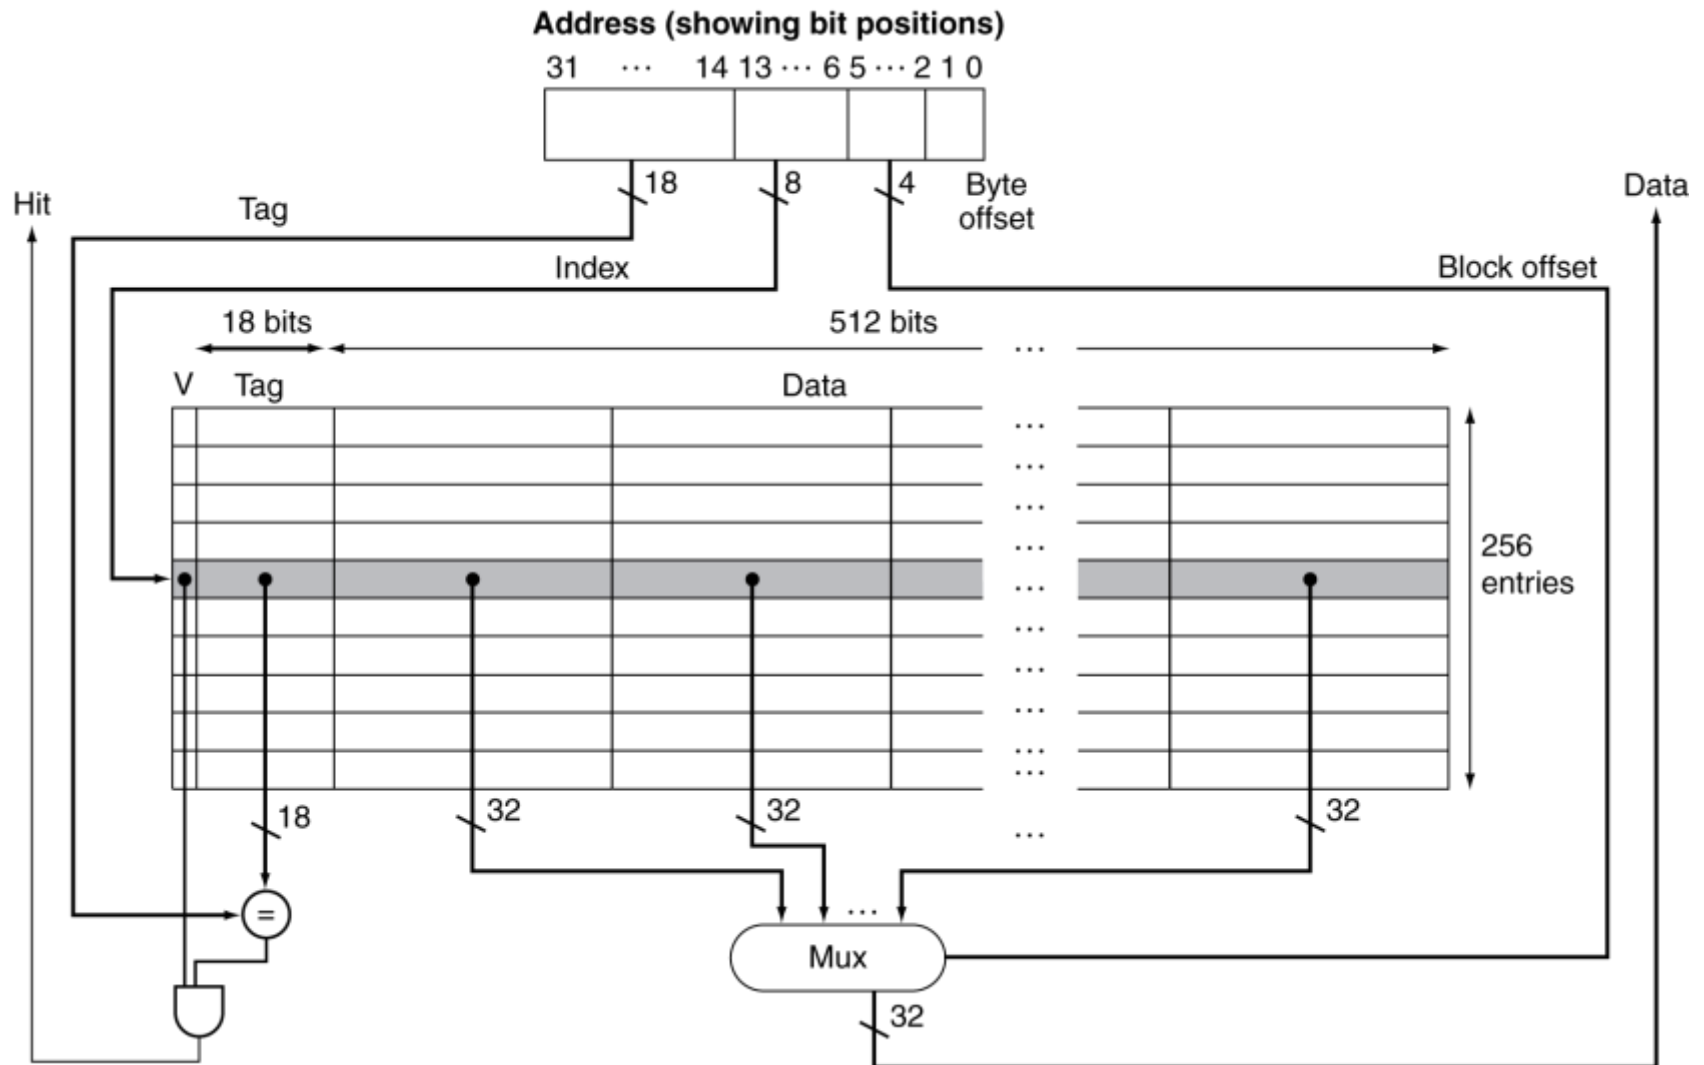 Address (showing bit positions)
31 ... 14 13 ... 6 5 ... 2 1 0
18
8
4
Byte
offset
Hit
Tag
Data
Index
Block offset
18 bits
512 bits
...
V
Tag
Data
...
...
...
...
...
...
...
...
...
...
256
entries
18
32
32
...
32
=
...
Mux
32